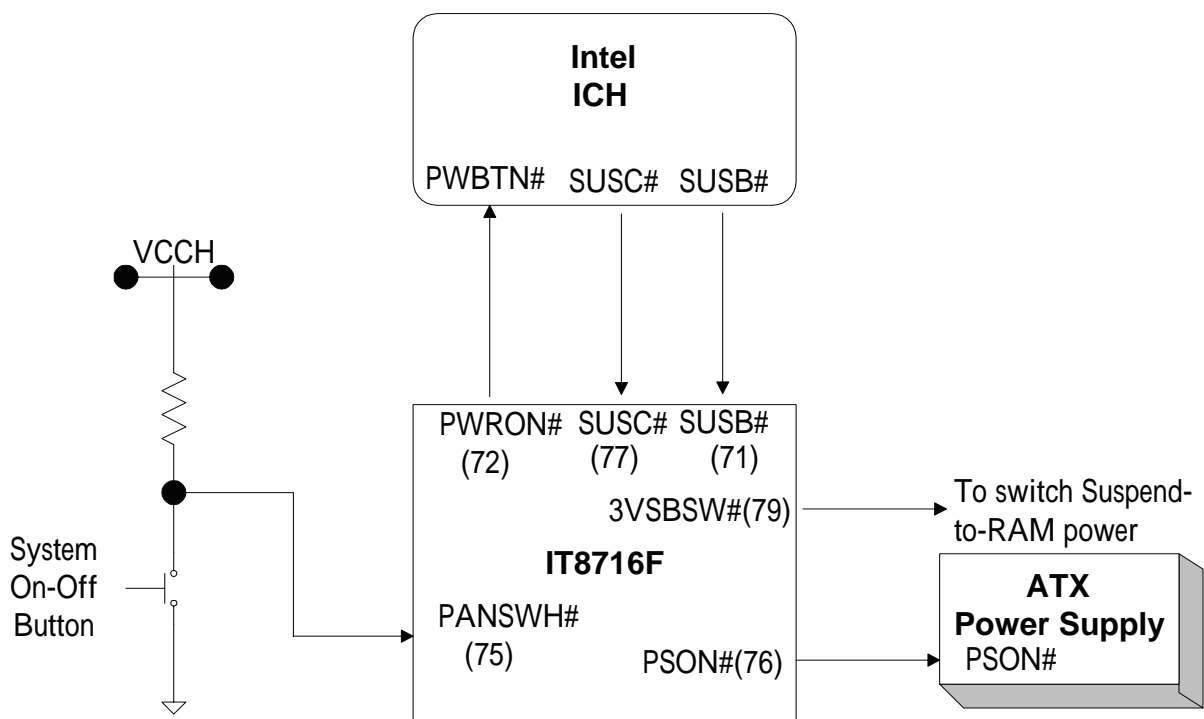 Intel
ICH
PWBTN# SUSC# SUSB#
VCCH
PWRON# SUSC# SUSB#
(72) (77) (71)
3VSBSW#(79)
To switch Suspend-
to-RAM power
IT8716F
System
On-Off
Button
PANSWH#
(75)
PSON#(76)
ATX
Power Supply
PSON#